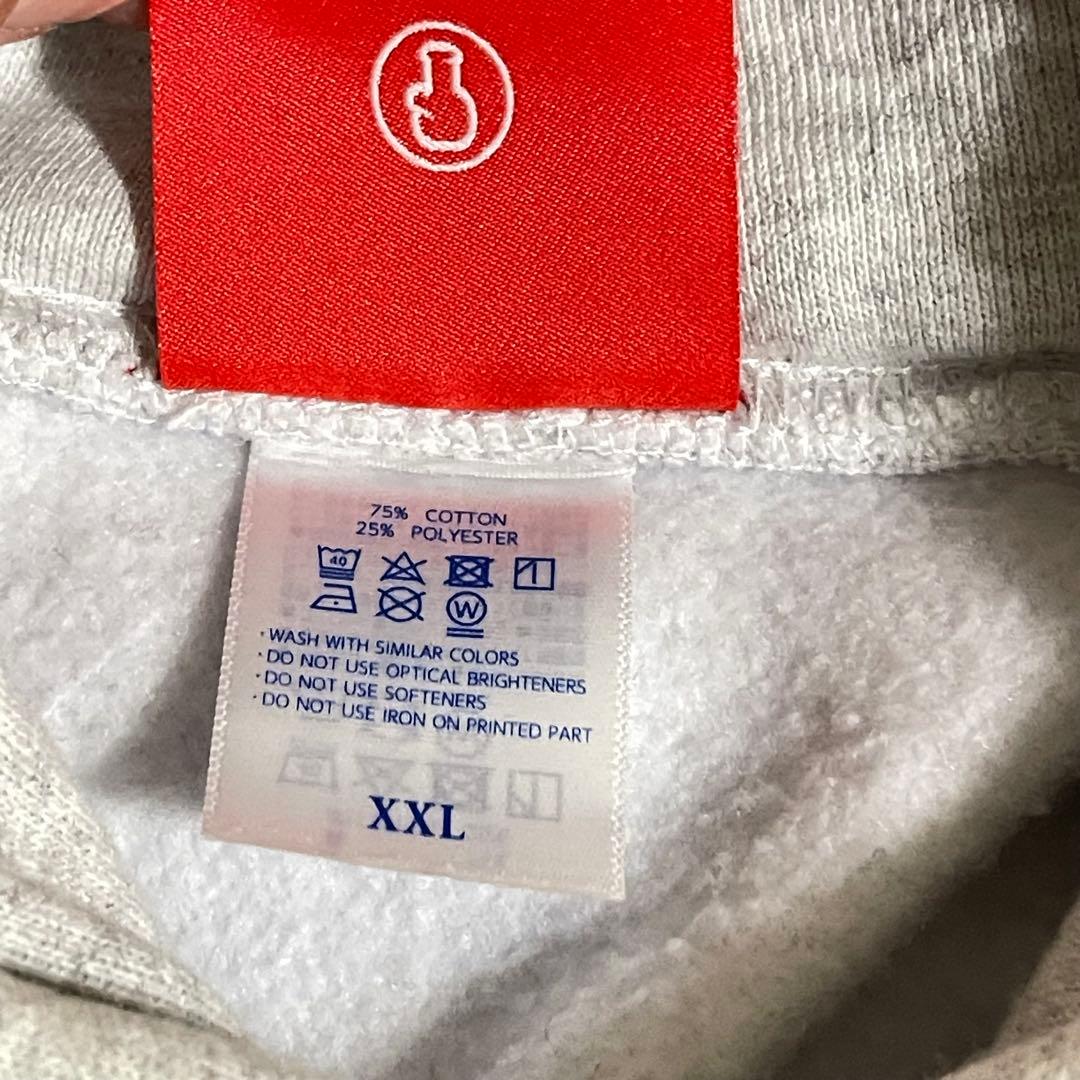 75% COTTON
25% POLYESTER
40
W
· WASH WITH SIMILAR COLORS
· DO NOT USE OPTICAL BRIGHTENERS
· DO NOT USE SOFTENERS
· DO NOT USE IRON ON PRINTED PART
XXL